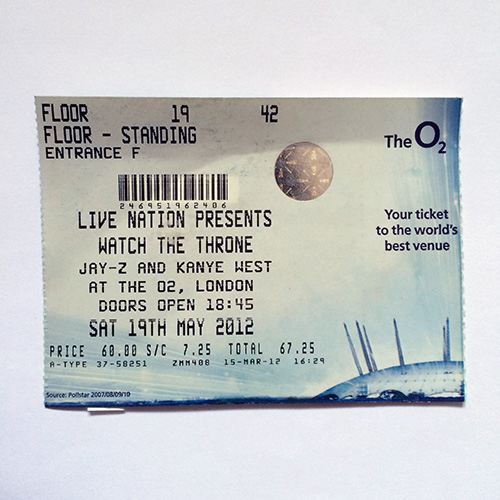 FLOOR 19 42
FLOOR - STANDING
ENTRANCE F
The O2
246951962406
LIVE NATION PRESENTS
WATCH THE THRONE
JAY-Z AND KANYE WEST
AT THE O2, LONDON
DOORS OPEN 18:45
SAT 19TH MAY 2012
Your ticket
to the world's
best venue
PRICE 60.00 S/C 7.25 TOTAL 67.25
A-TYPE 37-58251 ZMM408 15-MAR-12 16:29
Source: Pollstar 2007/08/09/10